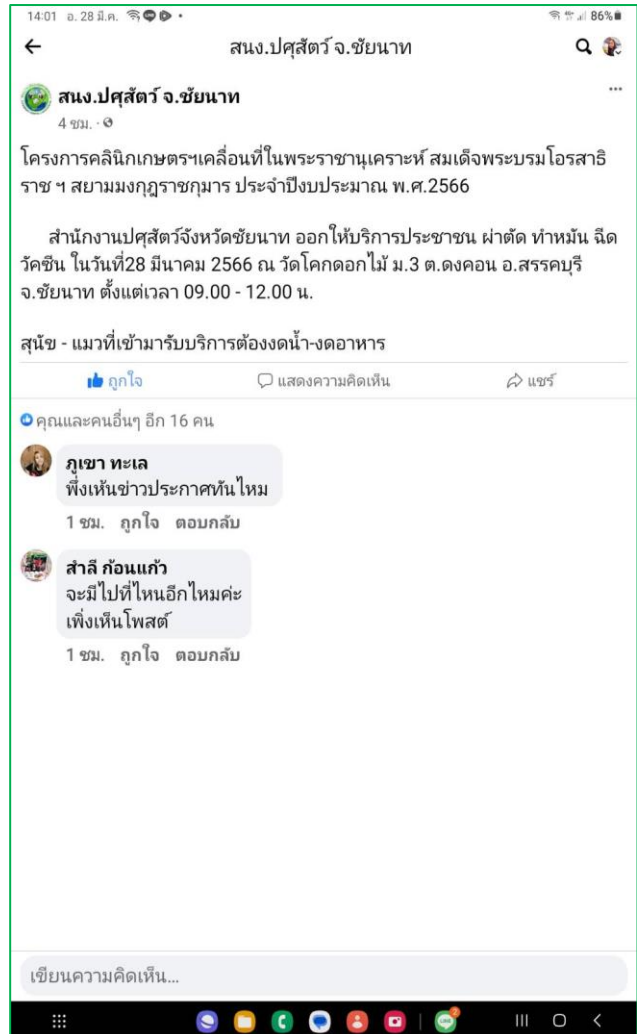 14:01 อ. 28 มี.ค. 86%
สนง.ปศุสัตว์ จ.ชัยนาท
สนง.ปศุสัตว์ จ.ชัยนาท
4 ชม. ·
โครงการคลินิกเกษตรฯเคลื่อนที่ในพระราชานุเคราะห์ สมเด็จพระบรมโอรสาธิ
ราช ฯ สยามมงกุฎราชกุมาร ประจำปีงบประมาณ พ.ศ.2566
สำนักงานปศุสัตว์จังหวัดชัยนาท ออกให้บริการประชาชน ผ่าตัด ทำหมัน ฉีด
วัคซีน ในวันที่28 มีนาคม 2566 ณ วัดโคกดอกไม้ ม.3 ต.ดงคอน อ.สรรคบุรี
จ.ชัยนาท ตั้งแต่เวลา 09.00 - 12.00 น.
สุนัข - แมวที่เข้ามารับบริการต้องงดน้ำ-งดอาหาร
ถูกใจ แสดงความคิดเห็น แชร์
คุณและคนอื่นๆ อีก 16 คน
ภูเขา ทะเล
พึ่งเห้นข่าวประกาศทันไหม
1 ชม. ถูกใจ ตอบกลับ
สำลี ก้อนแก้ว
จะมีไปที่ไหนอีกไหมค่ะ
เพิ่งเห็นโพสต์
1 ชม. ถูกใจ ตอบกลับ
เขียนความคิดเห็น...